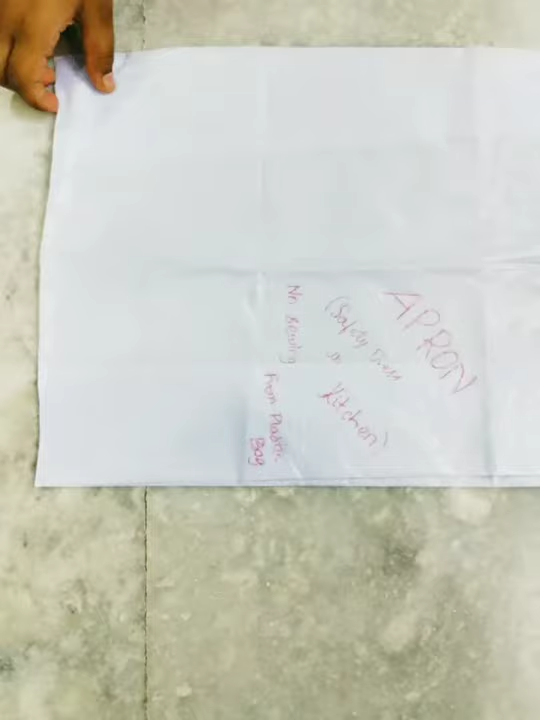 APRON
(Safety Dress
in
Kitchen)
No sewing
From Plastic
Bag